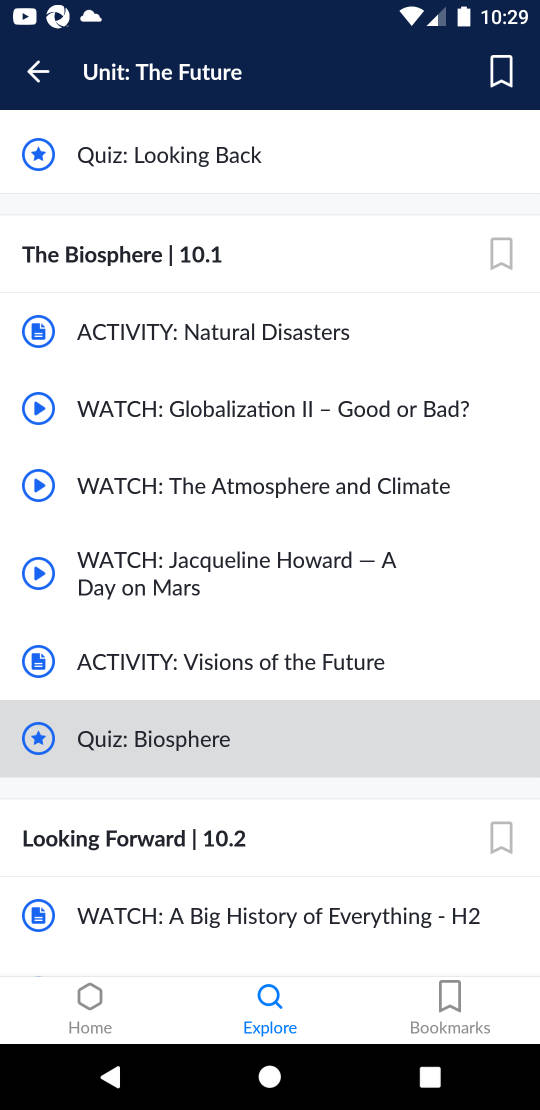 10:29
Unit: The Future
Quiz: Looking Back
The Biosphere | 10.1
ACTIVITY: Natural Disasters
WATCH: Globalization II – Good or Bad?
WATCH: The Atmosphere and Climate
WATCH: Jacqueline Howard — A
Day on Mars
ACTIVITY: Visions of the Future
Quiz: Biosphere
Looking Forward | 10.2
WATCH: A Big History of Everything - H2
Home
Explore
Bookmarks